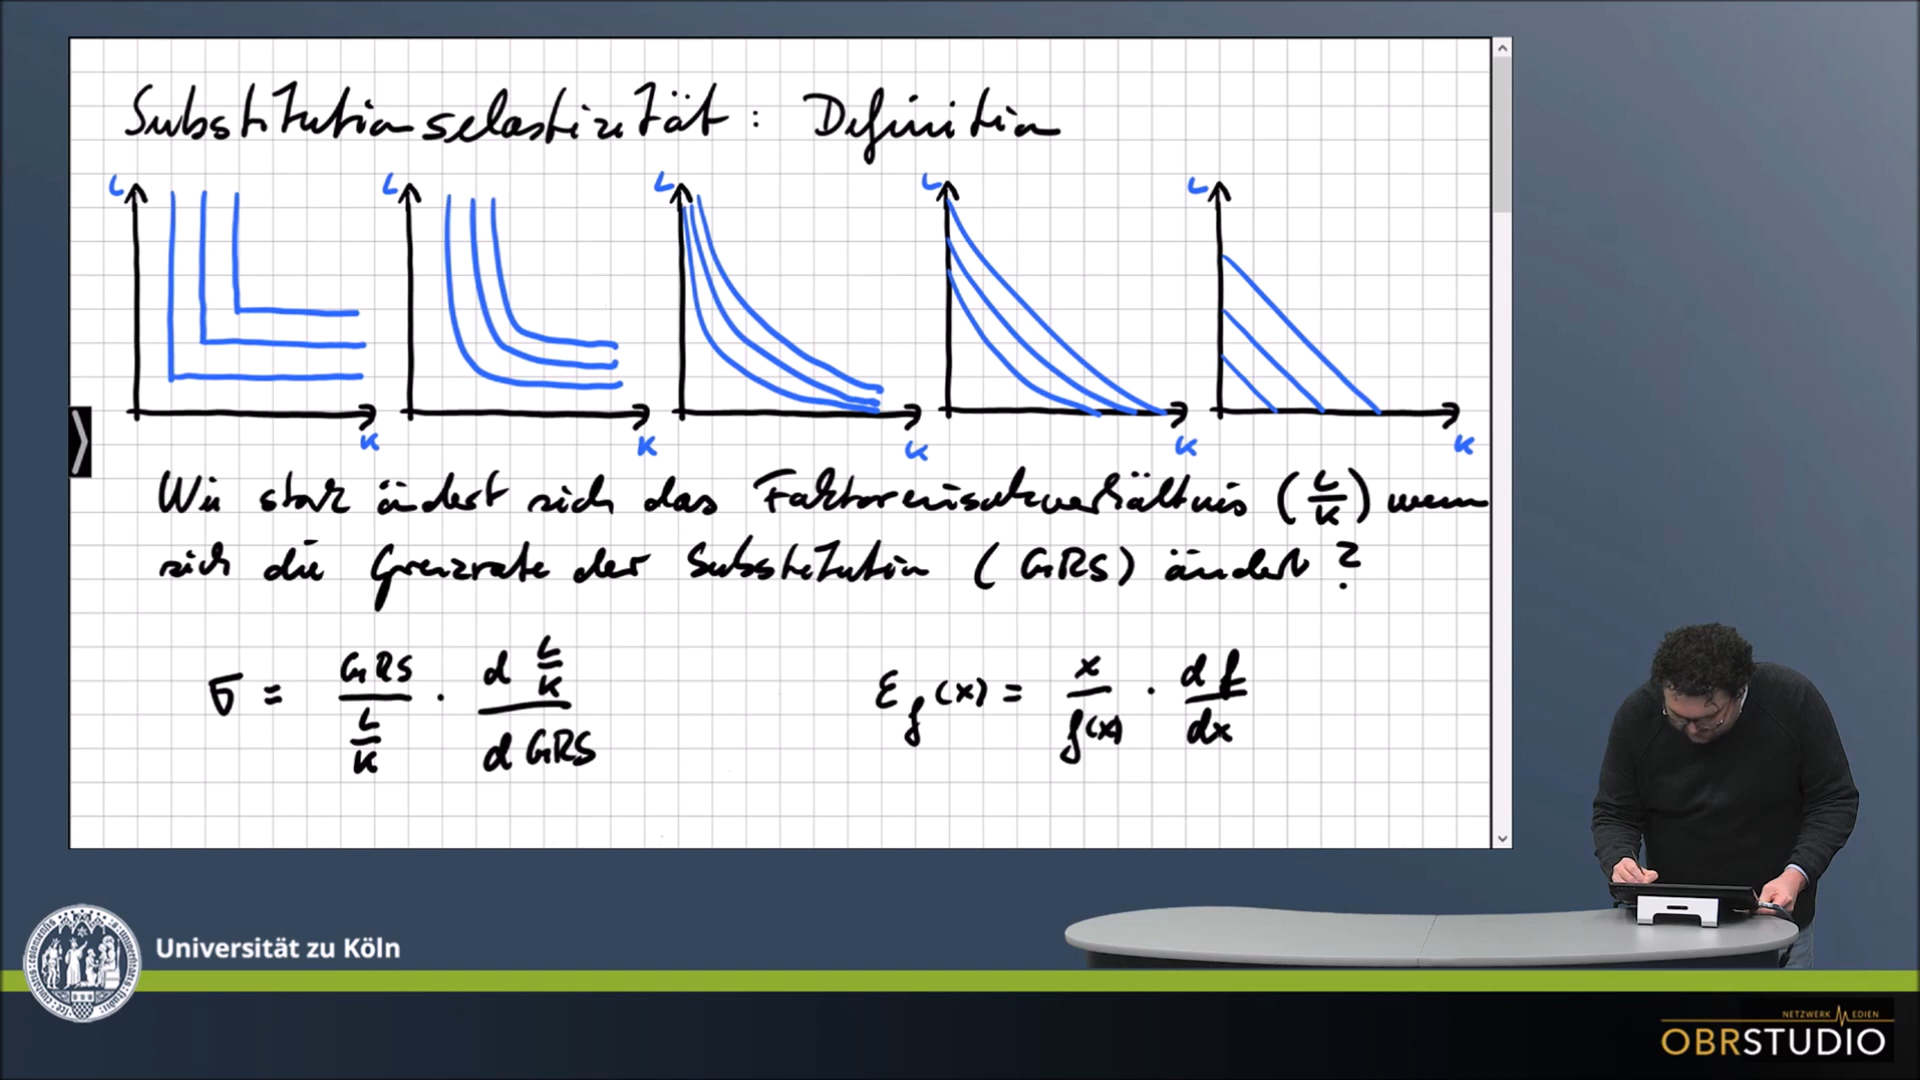 Substitutionselastizität: Definition
L L L L L
K K K K K
Wie stark ändert sich das Faktoreinsatzverhältnis (L/K) wenn
sich die Grenzrate der Substitution (GRS) ändert?
σ = GRS / (L/K) · d (L/K) / d GRS
ε_f (x) = x / f(x) · df / dx
Universität zu Köln
NETZWERK MEDIEN
OBRSTUDIO